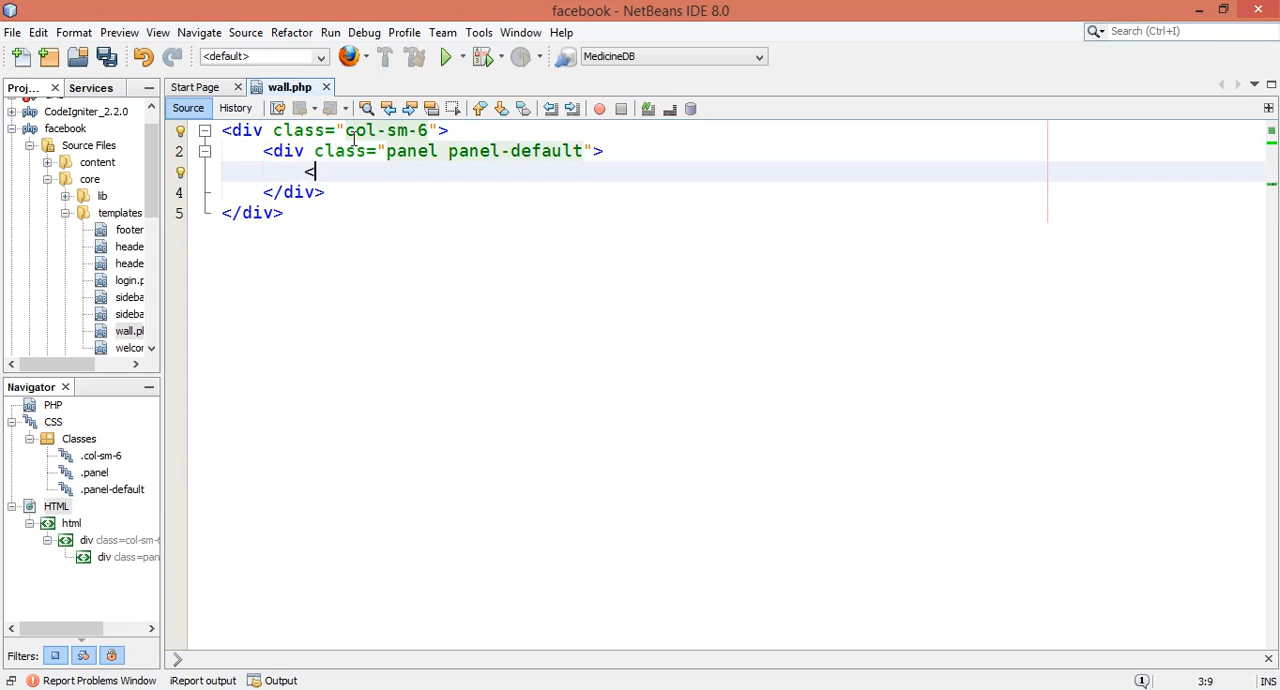 facebook - NetBeans IDE 8.0
File Edit Format Preview View Navigate Source Refactor Run Debug Profile Team Tools Window Help
Search (Ctrl+I)
<default>
MedicineDB
Proj...
Services
Start Page
wall.php
Source
History
CodeIgniter_2.2.0
facebook
Source Files
content
core
lib
templates
footer
heade
heade
login.p
sideba
sideba
wall.pl
welcor
1 <div class="col-sm-6">
2 <div class="panel panel-default">
<
4 </div>
5 </div>
Navigator
PHP
CSS
Classes
.col-sm-6
.panel
.panel-default
HTML
html
div class=col-sm-6
div class=pan
Filters:
Report Problems Window
iReport output
Output
1
3:9
INS